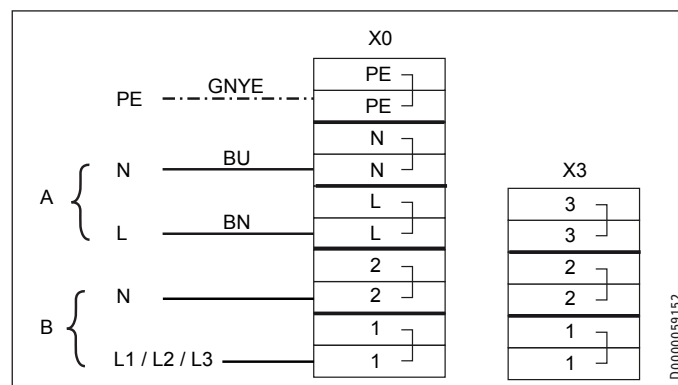 X0
PE
PE GNYE PE
N
A N BU N
X3
L
3
L BN L
3
2
2
B N 2
2
1
1
L1 / L2 / L3 1
1
D0000059152